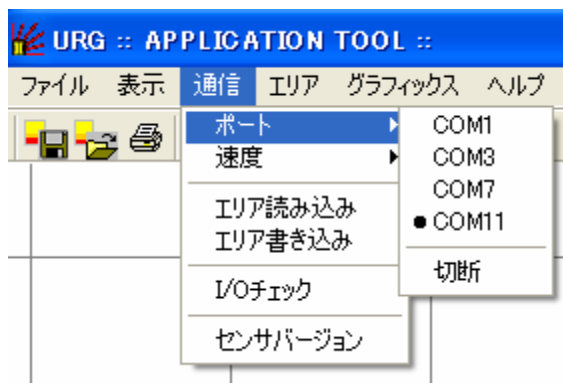 URG :: APPLICATION TOOL ::
ファイル 表示 通信 エリア グラフィックス ヘルプ
ポート
速度
エリア読み込み
エリア書き込み
I/Oチェック
センサバージョン
COM1
COM3
COM7
COM11
切断